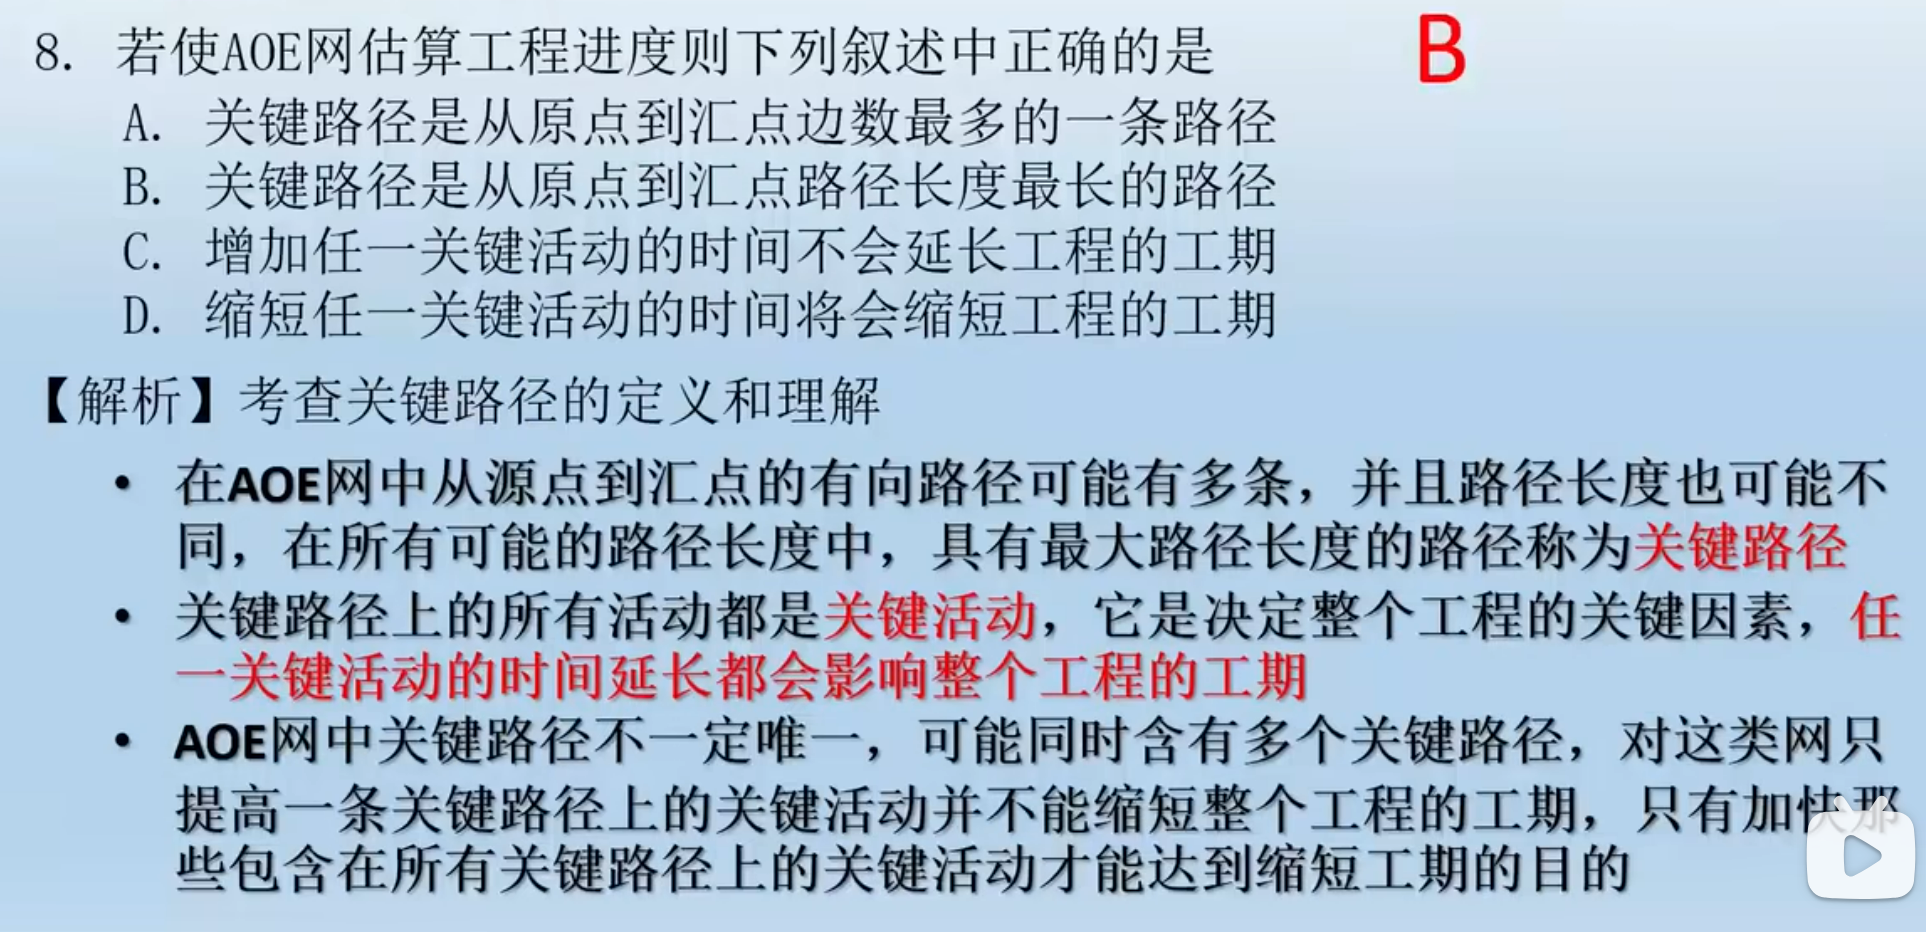 8. 若使AOE网估算工程进度则下列叙述中正确的是
B
A. 关键路径是从原点到汇点边数最多的一条路径
B. 关键路径是从原点到汇点路径长度最长的路径
C. 增加任一关键活动的时间不会延长工程的工期
D. 缩短任一关键活动的时间将会缩短工程的工期
【解析】考查关键路径的定义和理解
• 在AOE网中从源点到汇点的有向路径可能有多条，并且路径长度也可能不
同，在所有可能的路径长度中，具有最大路径长度的路径称为关键路径
• 关键路径上的所有活动都是关键活动，它是决定整个工程的关键因素，任
一关键活动的时间延长都会影响整个工程的工期
• AOE网中关键路径不一定唯一，可能同时含有多个关键路径，对这类网只
提高一条关键路径上的关键活动并不能缩短整个工程的工期，只有加快那
些包含在所有关键路径上的关键活动才能达到缩短工期的目的